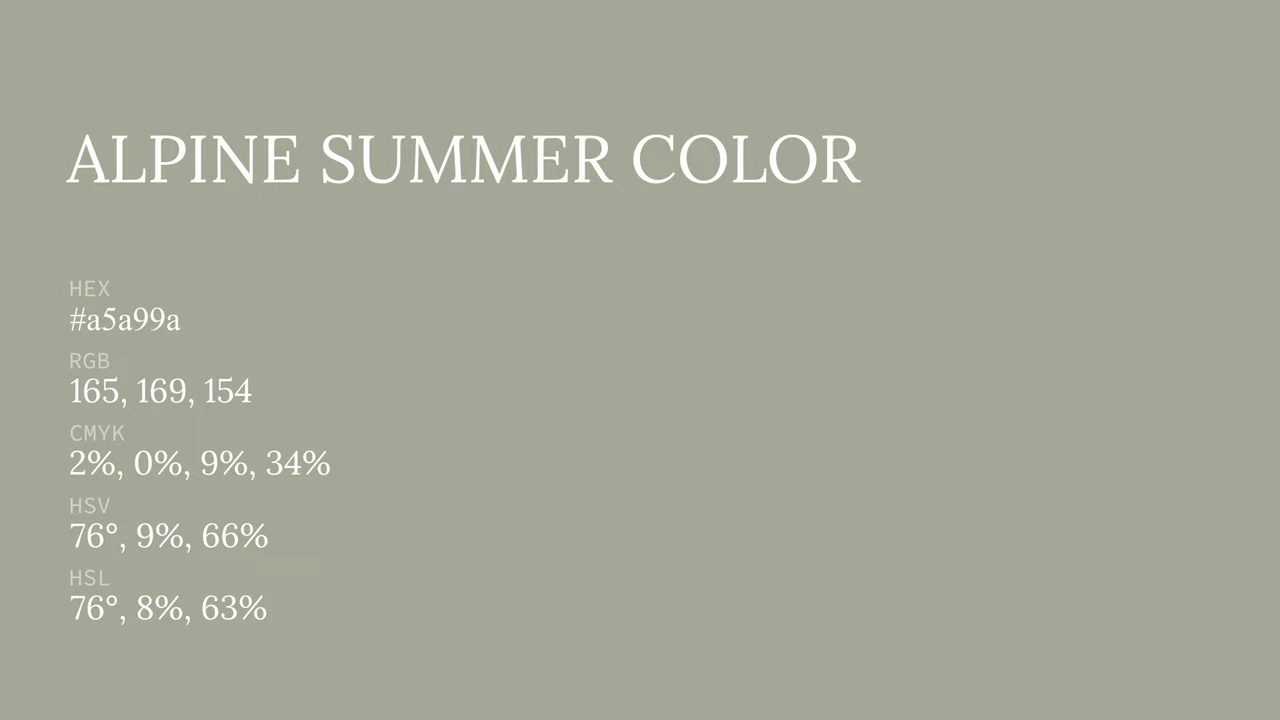 ALPINE SUMMER COLOR
HEX
#a5a99a
RGB
165, 169, 154
CMYK
2%, 0%, 9%, 34%
HSV
76°, 9%, 66%
HSL
76°, 8%, 63%